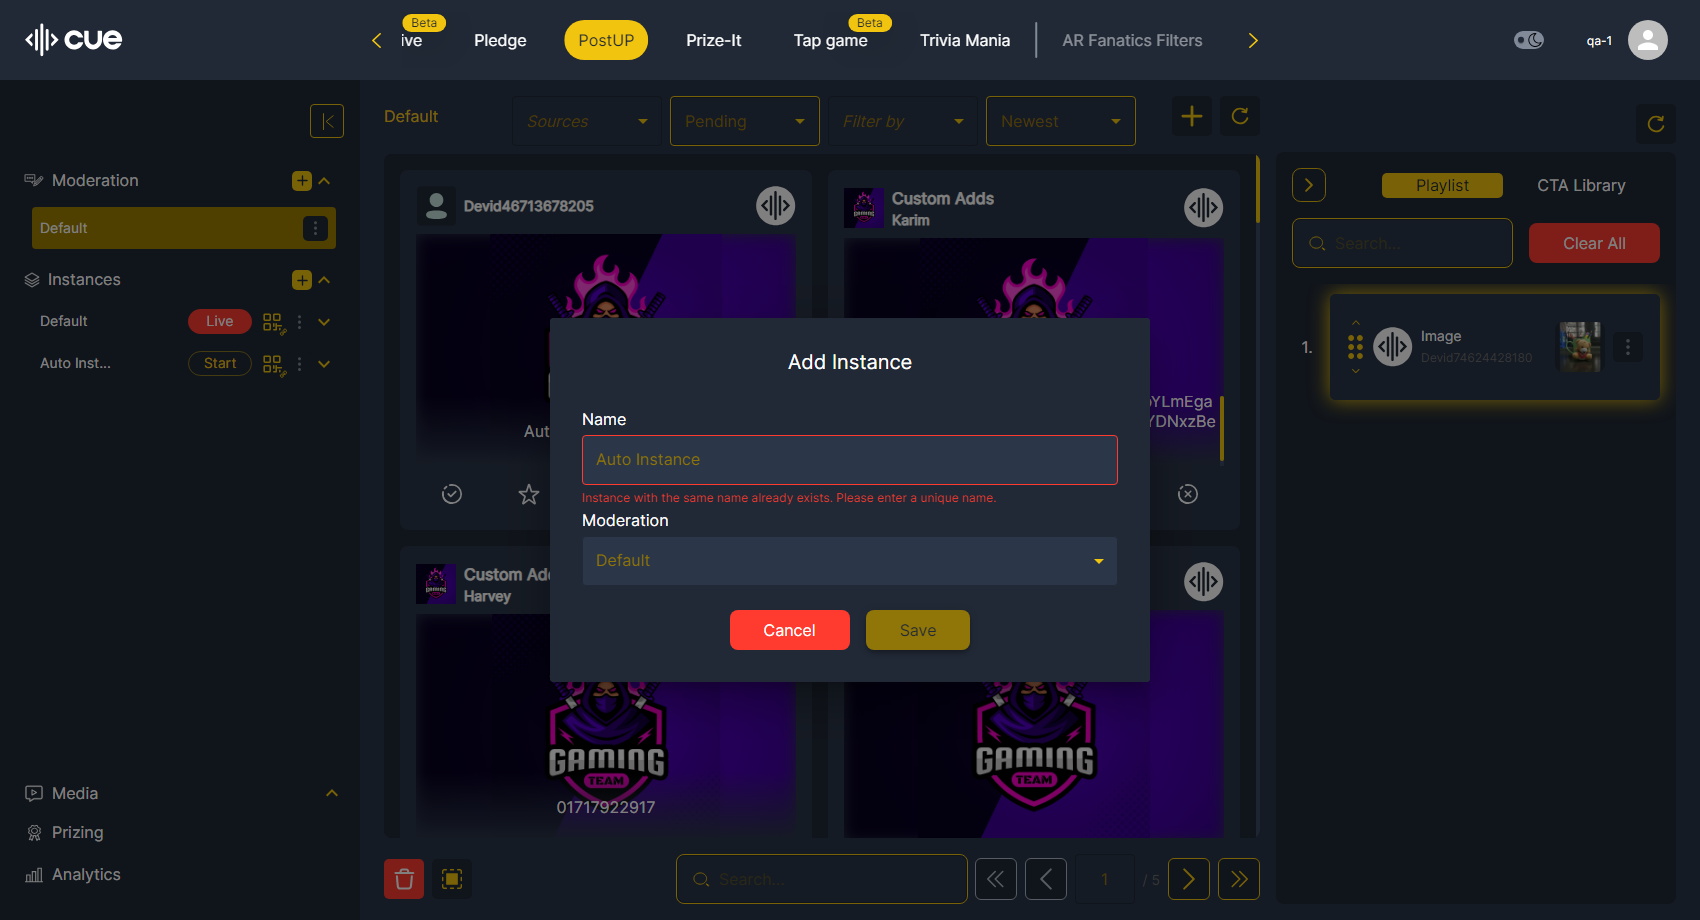 cue
Beta
ive
Pledge
PostUP
Prize-It
Beta
Tap game
Trivia Mania
AR Fanatics Filters
qa-1
Moderation
Default
Instances
Default
Live
Auto Inst...
Start
Media
Prizing
Analytics
Default
Sources
Pending
Filter by
Newest
Devid46713678205
Aut
Custom Adds
Karim
YLmEga
YDNxzBe
Add Instance
Name
Auto Instance
Instance with the same name already exists. Please enter a unique name.
Moderation
Default
Cancel
Save
Custom Add
Harvey
GAMING
TEAM
01717922917
GAMING
TEAM
Search...
1
/ 5
Playlist
CTA Library
Search...
Clear All
1.
Image
Devid74624428180